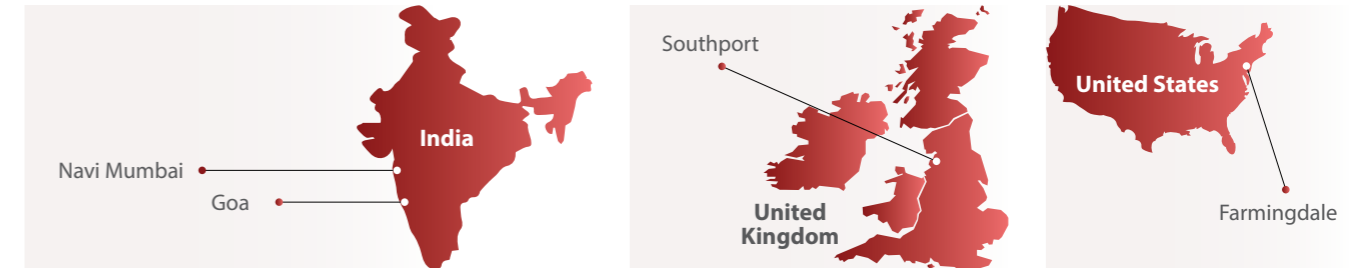 India
Navi Mumbai
Goa
Southport
United
Kingdom
United States
Farmingdale